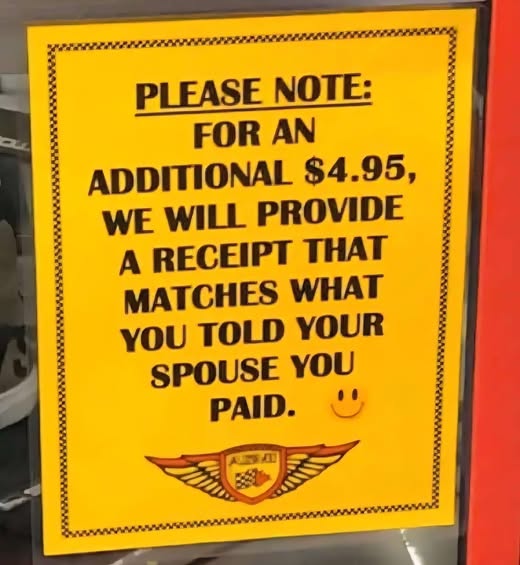 PLEASE NOTE:
FOR AN
ADDITIONAL $4.95,
WE WILL PROVIDE
A RECEIPT THAT
MATCHES WHAT
YOU TOLD YOUR
SPOUSE YOU
PAID.